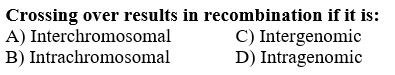 Crossing over results in recombination if it is:
A) Interchromosomal C) Intergenomic
B) Intrachromosomal D) Intragenomic